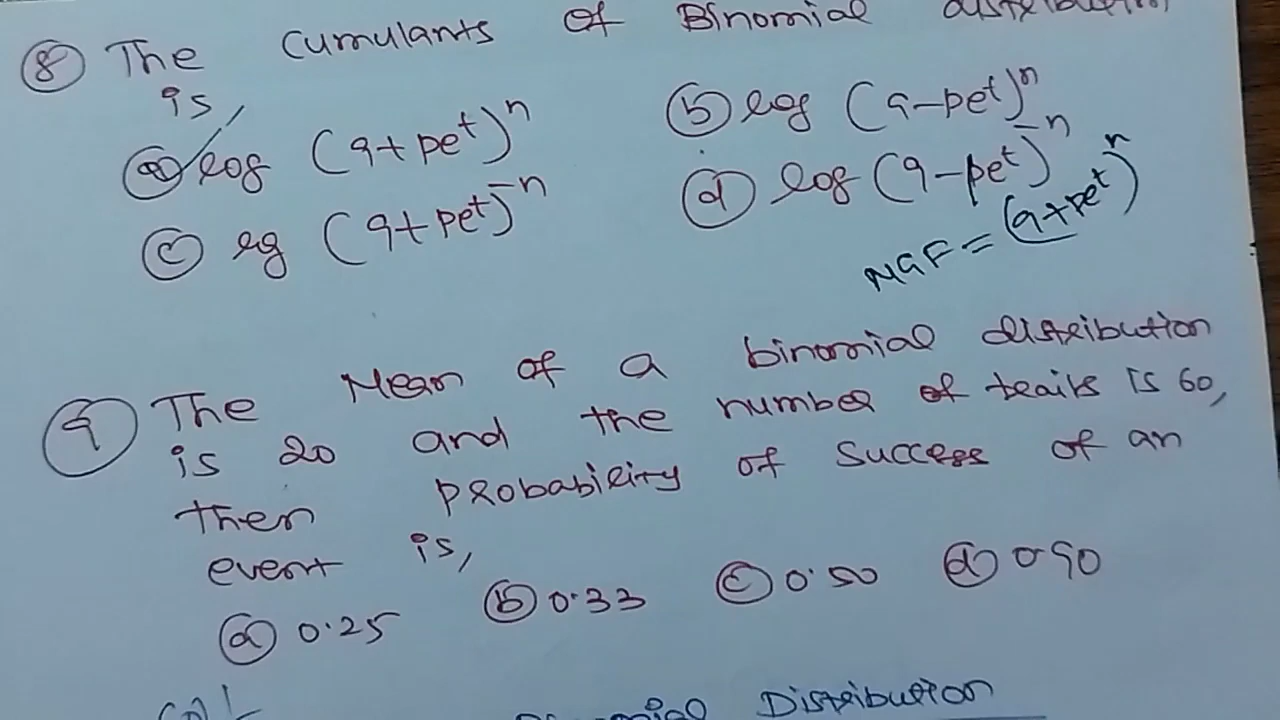 ⑧ The Cumulants of Binomial distribution
is,
ⓐ log (q+pe^t)^n ⓑ log (q-pe^t)^n
ⓒ log (q+pe^t)^-n ⓓ log (q-pe^t)^-n
MGF = (q+pe^t)^n
⑨ The Mean of a binomial distribution
is 20 and the number of trails is 60,
then probability of success of an
event is,
ⓐ 0.25 ⓑ 0.33 ⓒ 0.50 ⓓ 0.90
Distribution